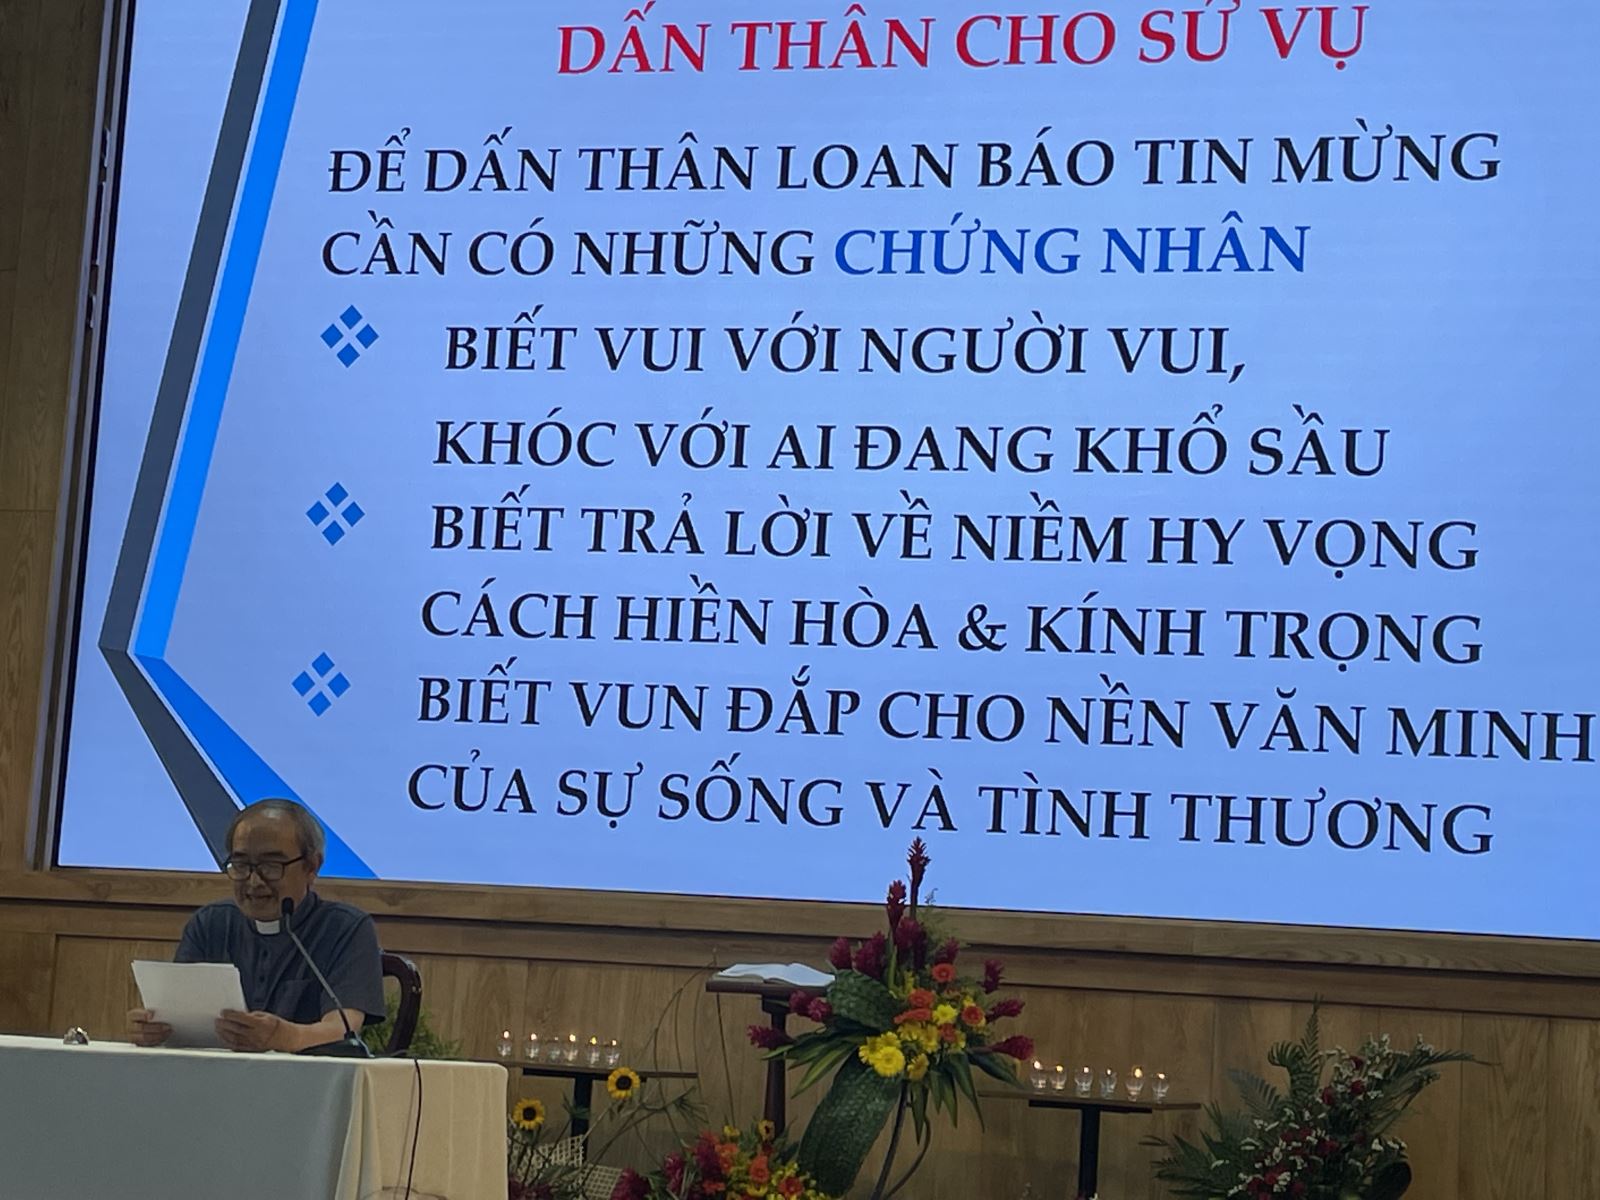 DẤN THÂN CHO SỨ VỤ
ĐỂ DẤN THÂN LOAN BÁO TIN MỪNG
CẦN CÓ NHỮNG CHỨNG NHÂN
BIẾT VUI VỚI NGƯỜI VUI,
KHÓC VỚI AI ĐANG KHỔ SẦU
BIẾT TRẢ LỜI VỀ NIỀM HY VỌNG
CÁCH HIỀN HÒA & KÍNH TRỌNG
BIẾT VUN ĐẮP CHO NỀN VĂN MINH
CỦA SỰ SỐNG VÀ TÌNH THƯƠNG